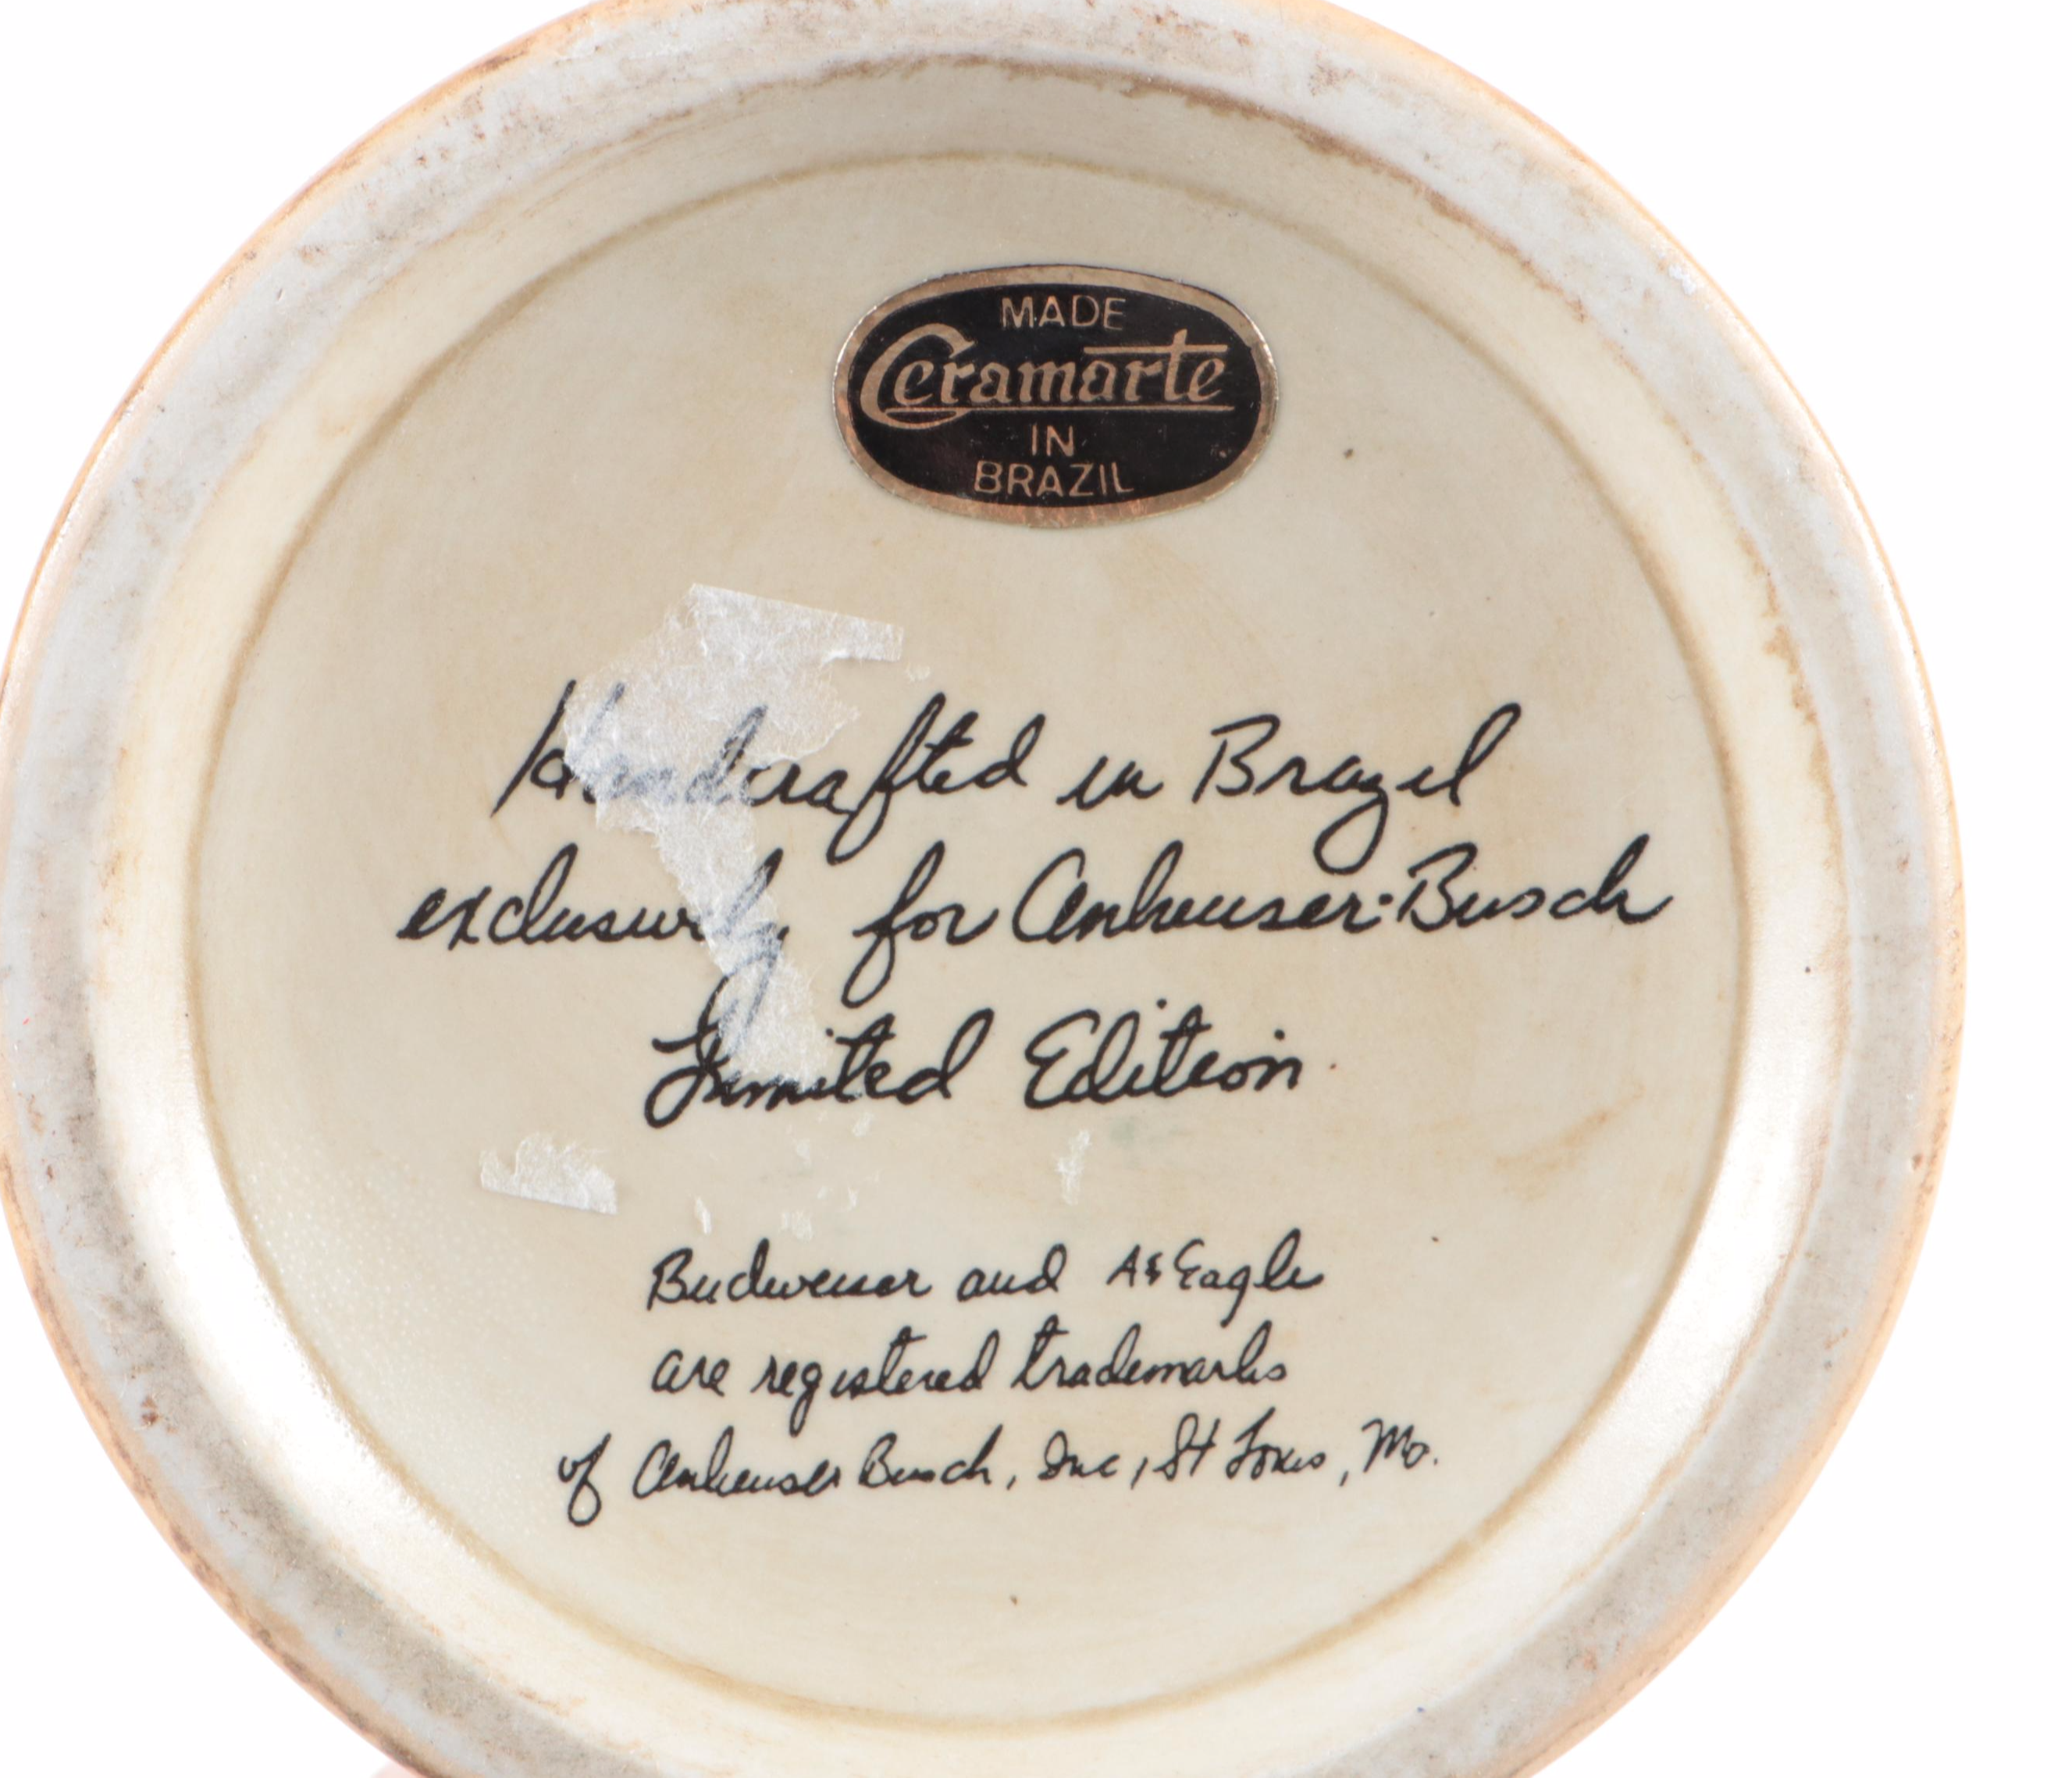 MADE
Ceramarte
IN
BRAZIL
Handcrafted in Brazil
exclusively for Anheuser-Busch
Limited Edition
Budweiser and A&Eagle
are registered trademarks
of Anheuser Busch, Inc, St Louis, Mo.